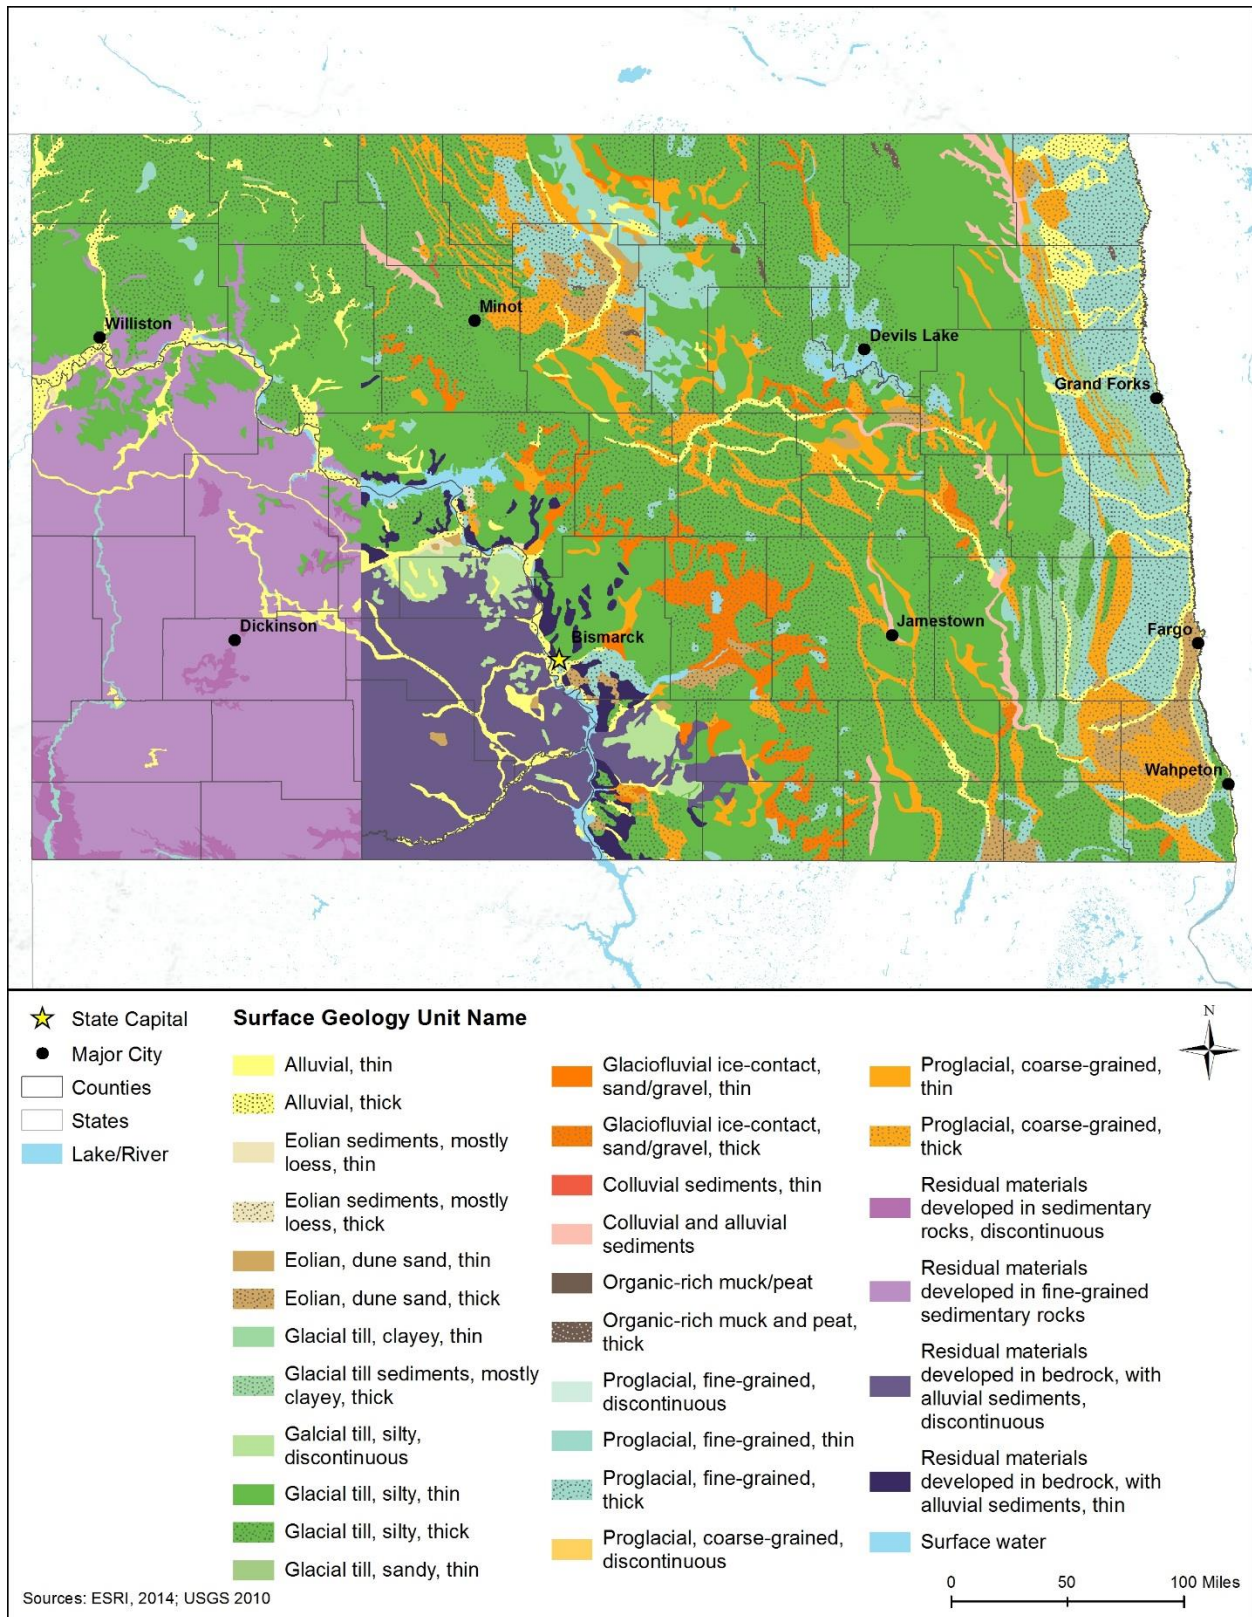 Minot
Williston
Devils Lake
Grand Forks
Dickinson
Bismarck
Jamestown
Fargo
Wahpeton
State Capital
Major City
Counties
States
Lake/River
Surface Geology Unit Name
Alluvial, thin
Alluvial, thick
Eolian sediments, mostly
loess, thin
Eolian sediments, mostly
loess, thick
Eolian, dune sand, thin
Eolian, dune sand, thick
Glacial till, clayey, thin
Glacial till sediments, mostly
clayey, thick
Galcial till, silty,
discontinuous
Glacial till, silty, thin
Glacial till, silty, thick
Glacial till, sandy, thin
Glaciofluvial ice-contact,
sand/gravel, thin
Glaciofluvial ice-contact,
sand/gravel, thick
Colluvial sediments, thin
Colluvial and alluvial
sediments
Organic-rich muck/peat
Organic-rich muck and peat,
thick
Proglacial, fine-grained,
discontinuous
Proglacial, fine-grained, thin
Proglacial, fine-grained,
thick
Proglacial, coarse-grained,
discontinuous
Proglacial, coarse-grained,
thin
Proglacial, coarse-grained,
thick
Residual materials
developed in sedimentary
rocks, discontinuous
Residual materials
developed in fine-grained
sedimentary rocks
Residual materials
developed in bedrock, with
alluvial sediments,
discontinuous
Residual materials
developed in bedrock, with
alluvial sediments, thin
Surface water
N
0 50 100 Miles
Sources: ESRI, 2014; USGS 2010